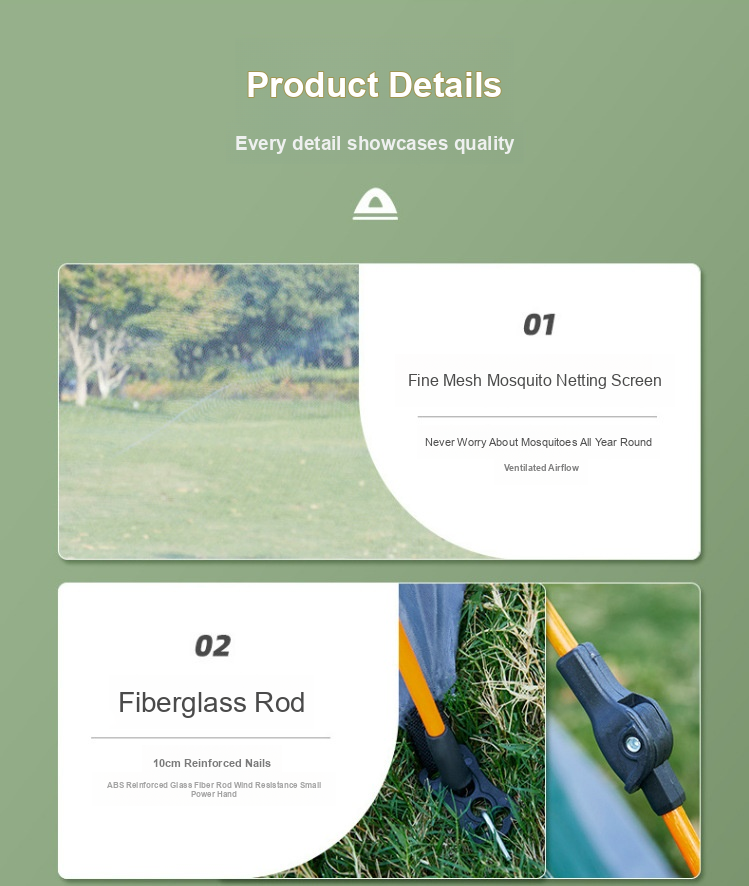 Product Details
Every detail showcases quality
01
Fine Mesh Mosquito Netting Screen
Never Worry About Mosquitoes All Year Round
Ventilated Airflow
02
Fiberglass Rod
10cm Reinforced Nails
ABS Reinforced Glass Fiber Rod Wind Resistance Small
Power Hand